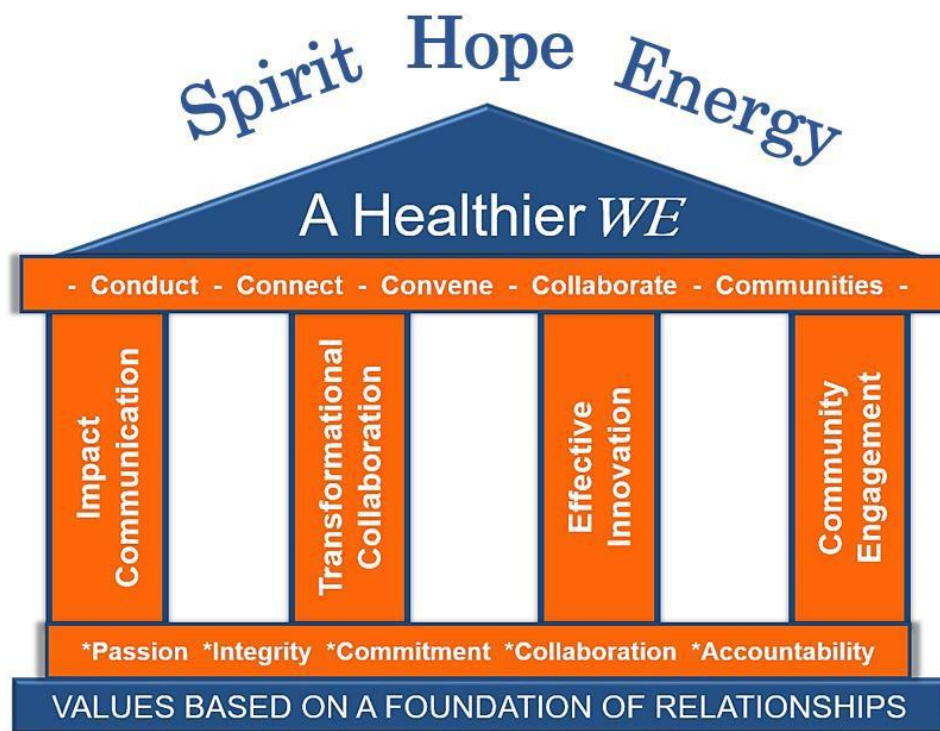 Spirit Hope Energy
A Healthier WE
- Conduct - Connect - Convene - Collaborate - Communities -
Impact
Communication
Transformational
Collaboration
Effective
Innovation
Community
Engagement
*Passion *Integrity *Commitment *Collaboration *Accountability
VALUES BASED ON A FOUNDATION OF RELATIONSHIPS